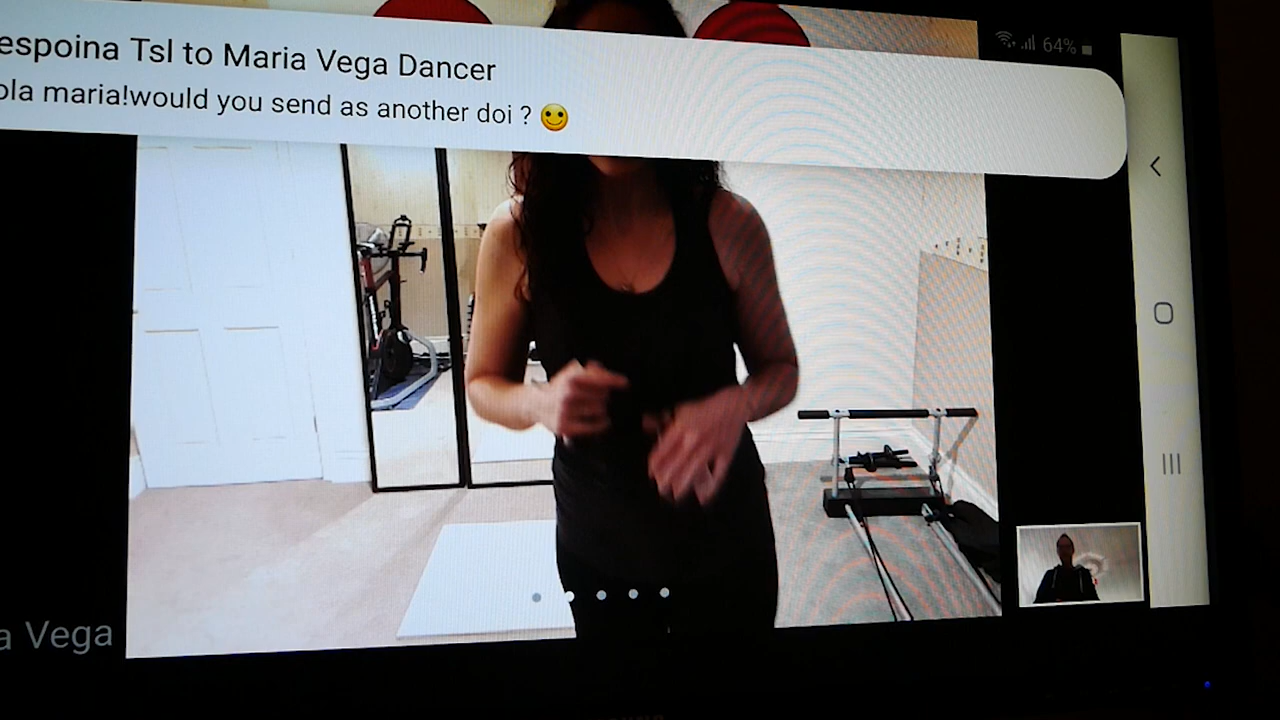 espoina Tsl to Maria Vega Dancer
ola maria!would you send as another doi ? 🙂
64%
a Vega